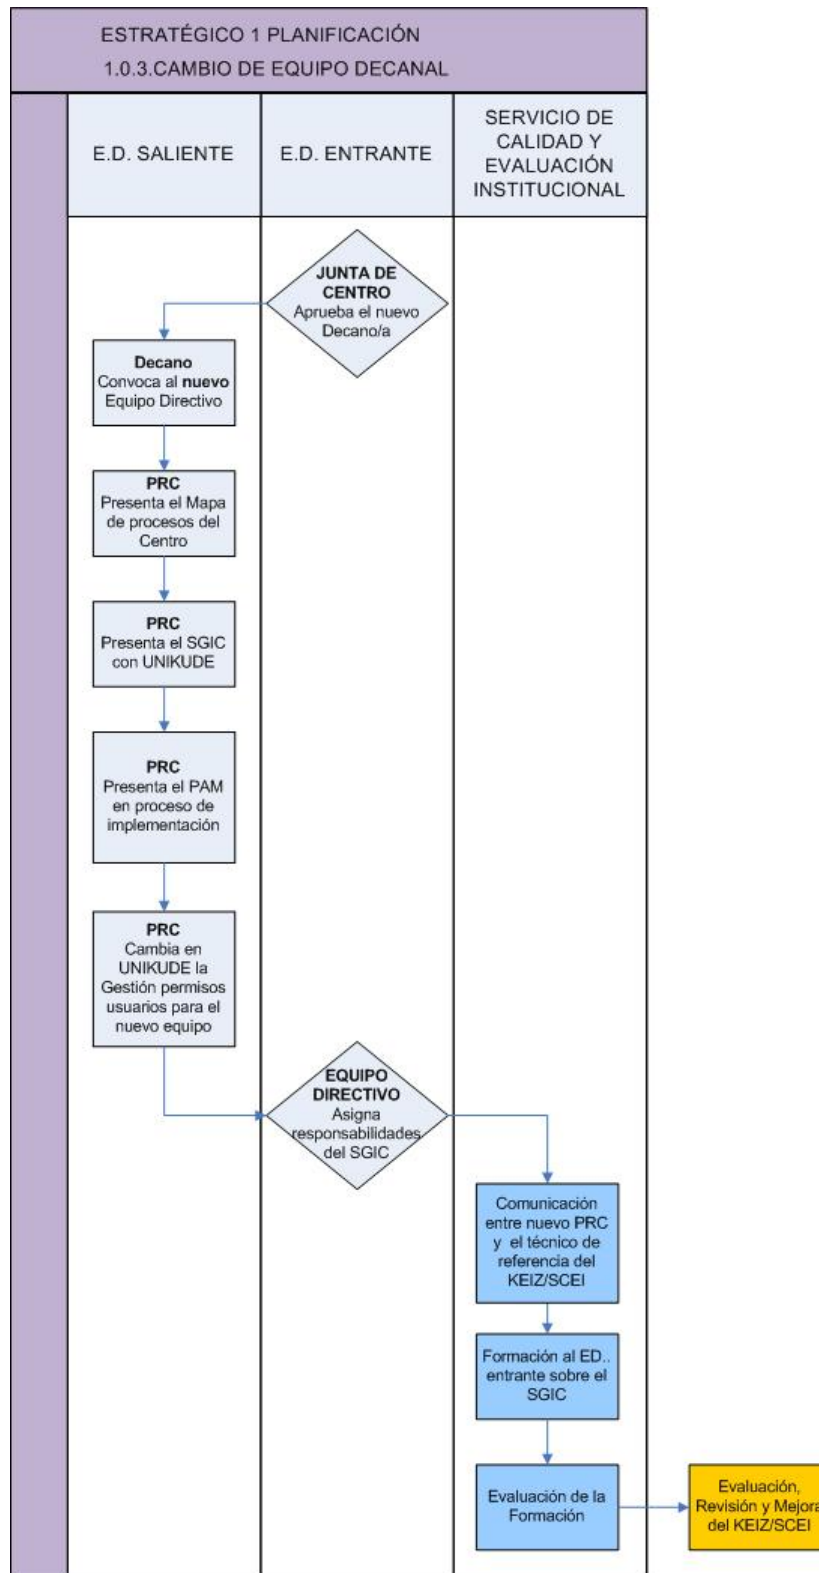 ESTRATÉGICO 1 PLANIFICACIÓN
1.0.3.CAMBIO DE EQUIPO DECANAL
E.D. SALIENTE
E.D. ENTRANTE
SERVICIO DE
CALIDAD Y
EVALUACIÓN
INSTITUCIONAL
JUNTA DE
CENTRO
Aprueba el nuevo
Decano/a
Decano
Convoca al nuevo
Equipo Directivo
PRC
Presenta el Mapa
de procesos del
Centro
PRC
Presenta el SGIC
con UNIKUDE
PRC
Presenta el PAM
en proceso de
implementación
PRC
Cambia en
UNIKUDE la
Gestión permisos
usuarios para el
nuevo equipo
EQUIPO
DIRECTIVO
Asigna
responsabilidades
del SGIC
Comunicación
entre nuevo PRC
y el técnico de
referencia del
KEIZ/SCEI
Formación al ED..
entrante sobre el
SGIC
Evaluación de la
Formación
Evaluación,
Revisión y Mejora
del KEIZ/SCEI